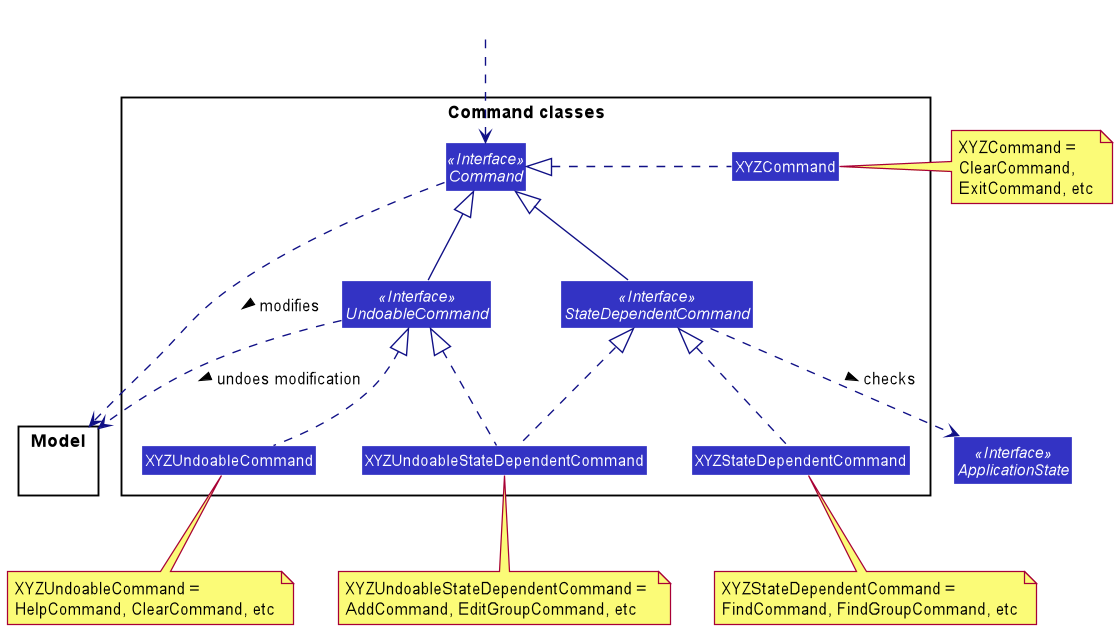 Command classes
«Interface»
Command
XYZCommand
XYZCommand =
ClearCommand,
ExitCommand, etc
«Interface»
UndoableCommand
«Interface»
StateDependentCommand
modifies
undoes modification
checks
Model
XYZUndoableCommand
XYZUndoableStateDependentCommand
XYZStateDependentCommand
«Interface»
ApplicationState
XYZUndoableCommand =
HelpCommand, ClearCommand, etc
XYZUndoableStateDependentCommand =
AddCommand, EditGroupCommand, etc
XYZStateDependentCommand =
FindCommand, FindGroupCommand, etc